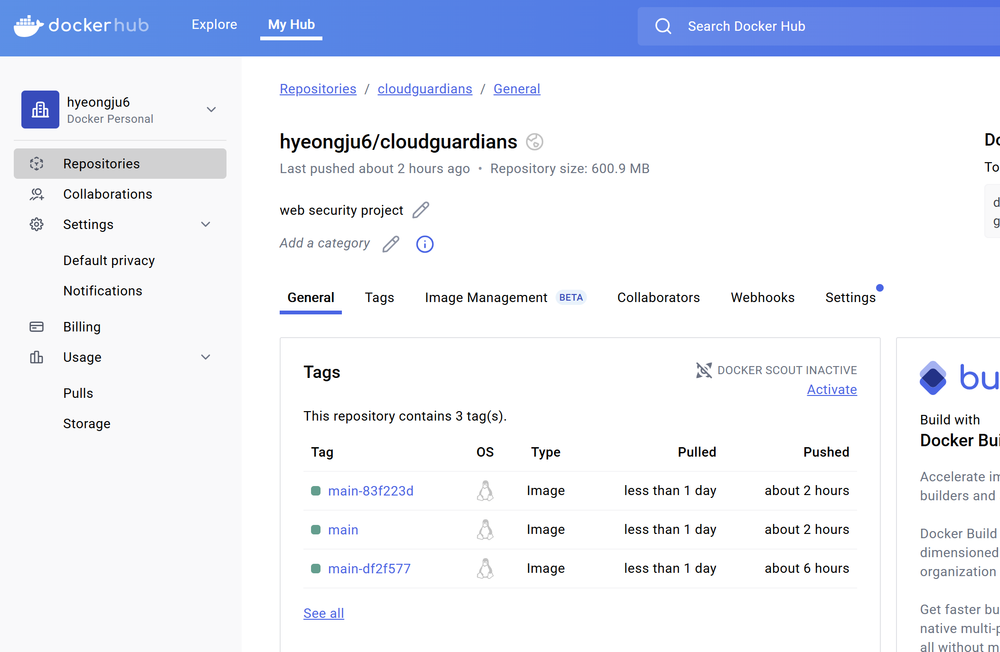 dockerhub
Explore
My Hub
Search Docker Hub
hyeongju6
Docker Personal
Repositories
Collaborations
Settings
Default privacy
Notifications
Billing
Usage
Pulls
Storage
Repositories / cloudguardians / General
hyeongju6/cloudguardians
Last pushed about 2 hours ago • Repository size: 600.9 MB
web security project
Add a category
General Tags Image Management BETA Collaborators Webhooks Settings
Tags
DOCKER SCOUT INACTIVE
Activate
This repository contains 3 tag(s).
Tag OS Type Pulled Pushed
main-83f223d Image less than 1 day about 2 hours
main Image less than 1 day about 2 hours
main-df2f577 Image less than 1 day about 6 hours
See all
To
d
g
bu
Build with
Docker Bui
Accelerate
builders and
Docker Build
dimensioned
organization
Get faster bu
native multi-p
all without m